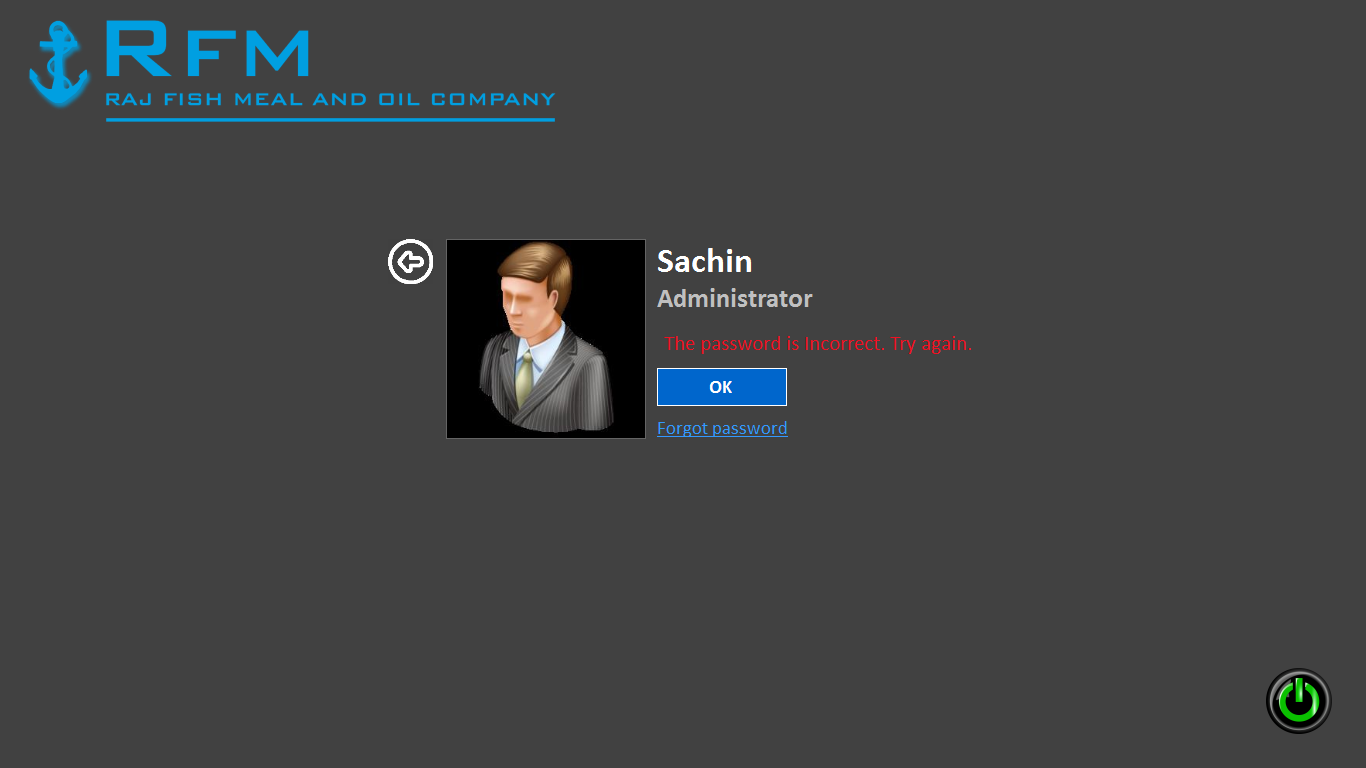 RFM
RAJ FISH MEAL AND OIL COMPANY
Sachin
Administrator
The password is Incorrect. Try again.
OK
Forgot password